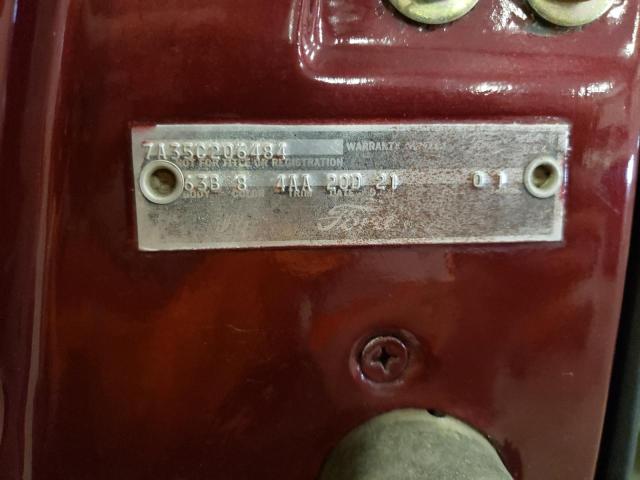 7A35C206484 WARRANTY NUMBER
NOT FOR TITLE OR REGISTRATION
63B 8 4AA 20D 21 0 1
BODY COLOR TRIM DATE
Ford